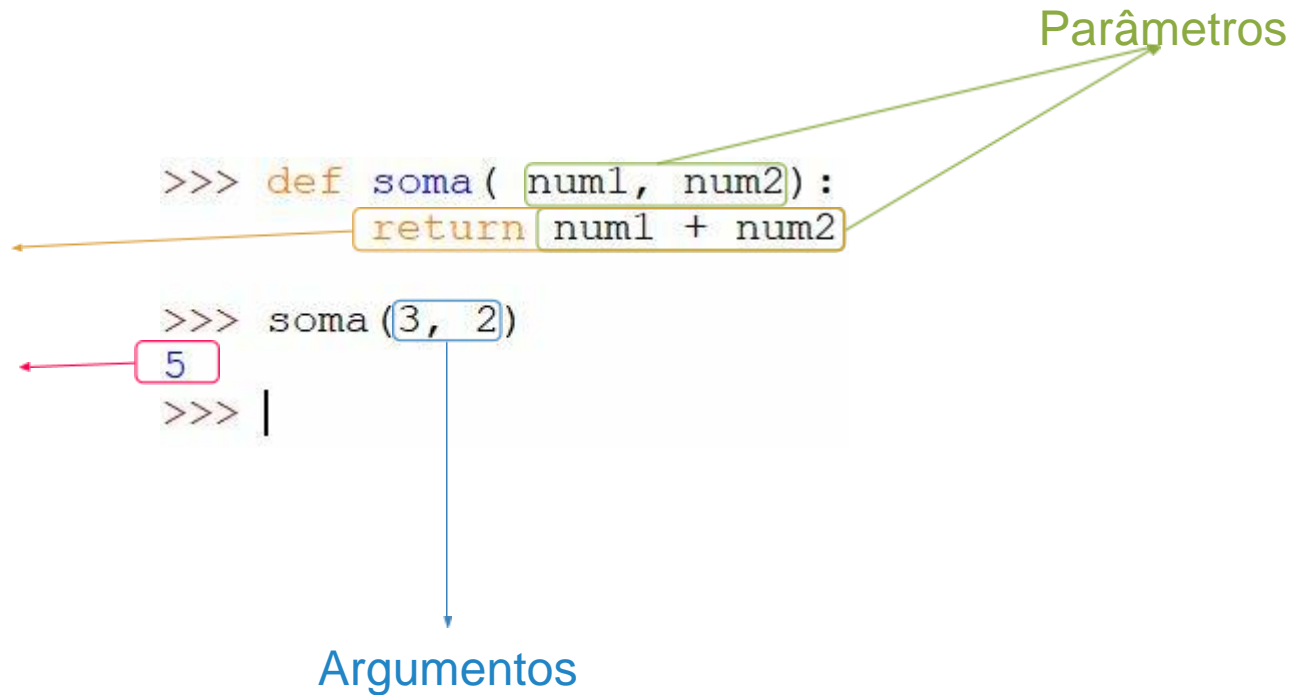 Parâmetros
>>> def soma( num1, num2):
return num1 + num2
>>> soma(3, 2)
5
>>>
Argumentos